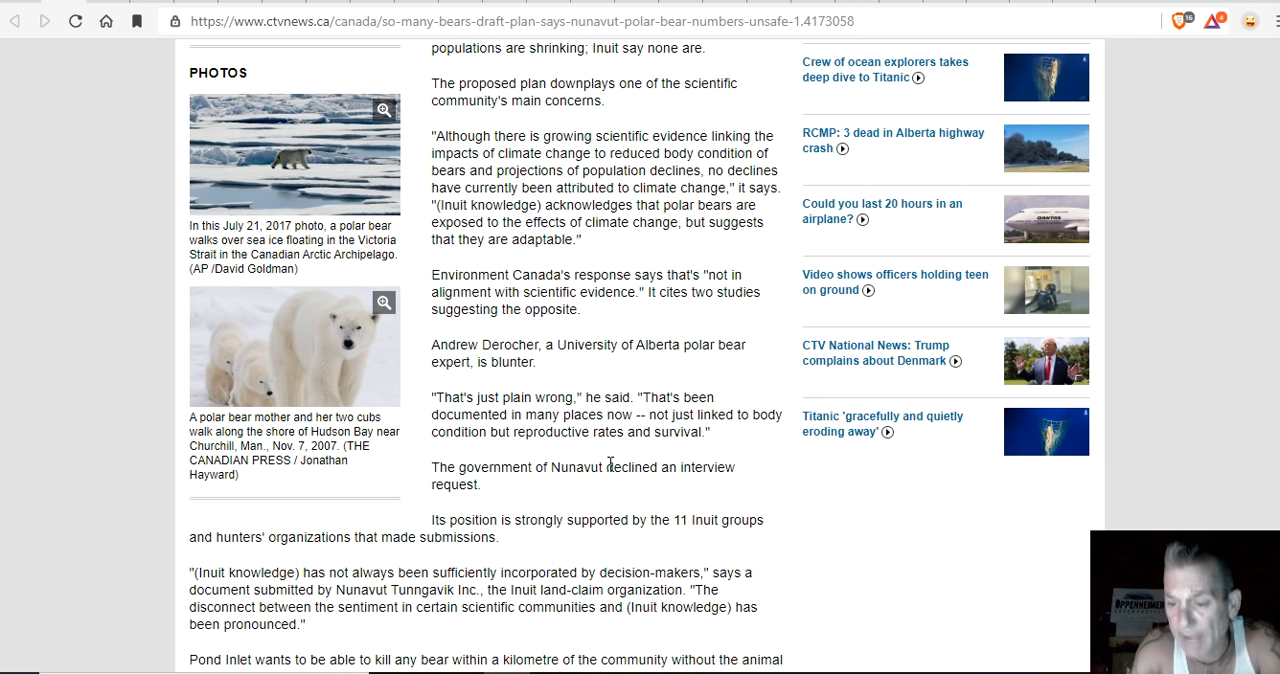 https://www.ctvnews.ca/canada/so-many-bears-draft-plan-says-nunavut-polar-bear-numbers-unsafe-1.4173058
16
4
PHOTOS
In this July 21, 2017 photo, a polar bear
walks over sea ice floating in the Victoria
Strait in the Canadian Arctic Archipelago.
(AP /David Goldman)
A polar bear mother and her two cubs
walk along the shore of Hudson Bay near
Churchill, Man., Nov. 7, 2007. (THE
CANADIAN PRESS / Jonathan
Hayward)
populations are shrinking; Inuit say none are.
The proposed plan downplays one of the scientific
community's main concerns.
"Although there is growing scientific evidence linking the
impacts of climate change to reduced body condition of
bears and projections of population declines, no declines
have currently been attributed to climate change," it says.
"(Inuit knowledge) acknowledges that polar bears are
exposed to the effects of climate change, but suggests
that they are adaptable."
Environment Canada's response says that's "not in
alignment with scientific evidence." It cites two studies
suggesting the opposite.
Andrew Derocher, a University of Alberta polar bear
expert, is blunter.
"That's just plain wrong," he said. "That's been
documented in many places now -- not just linked to body
condition but reproductive rates and survival."
The government of Nunavut declined an interview
request.
Its position is strongly supported by the 11 Inuit groups
and hunters' organizations that made submissions.
"(Inuit knowledge) has not always been sufficiently incorporated by decision-makers," says a
document submitted by Nunavut Tunngavik Inc., the Inuit land-claim organization. "The
disconnect between the sentiment in certain scientific communities and (Inuit knowledge) has
been pronounced."
Pond Inlet wants to be able to kill any bear within a kilometre of the community without the animal
Crew of ocean explorers takes
deep dive to Titanic
RCMP: 3 dead in Alberta highway
crash
Could you last 20 hours in an
airplane?
QANTAS
Video shows officers holding teen
on ground
CTV National News: Trump
complains about Denmark
Titanic 'gracefully and quietly
eroding away'
OPPENHEIMER